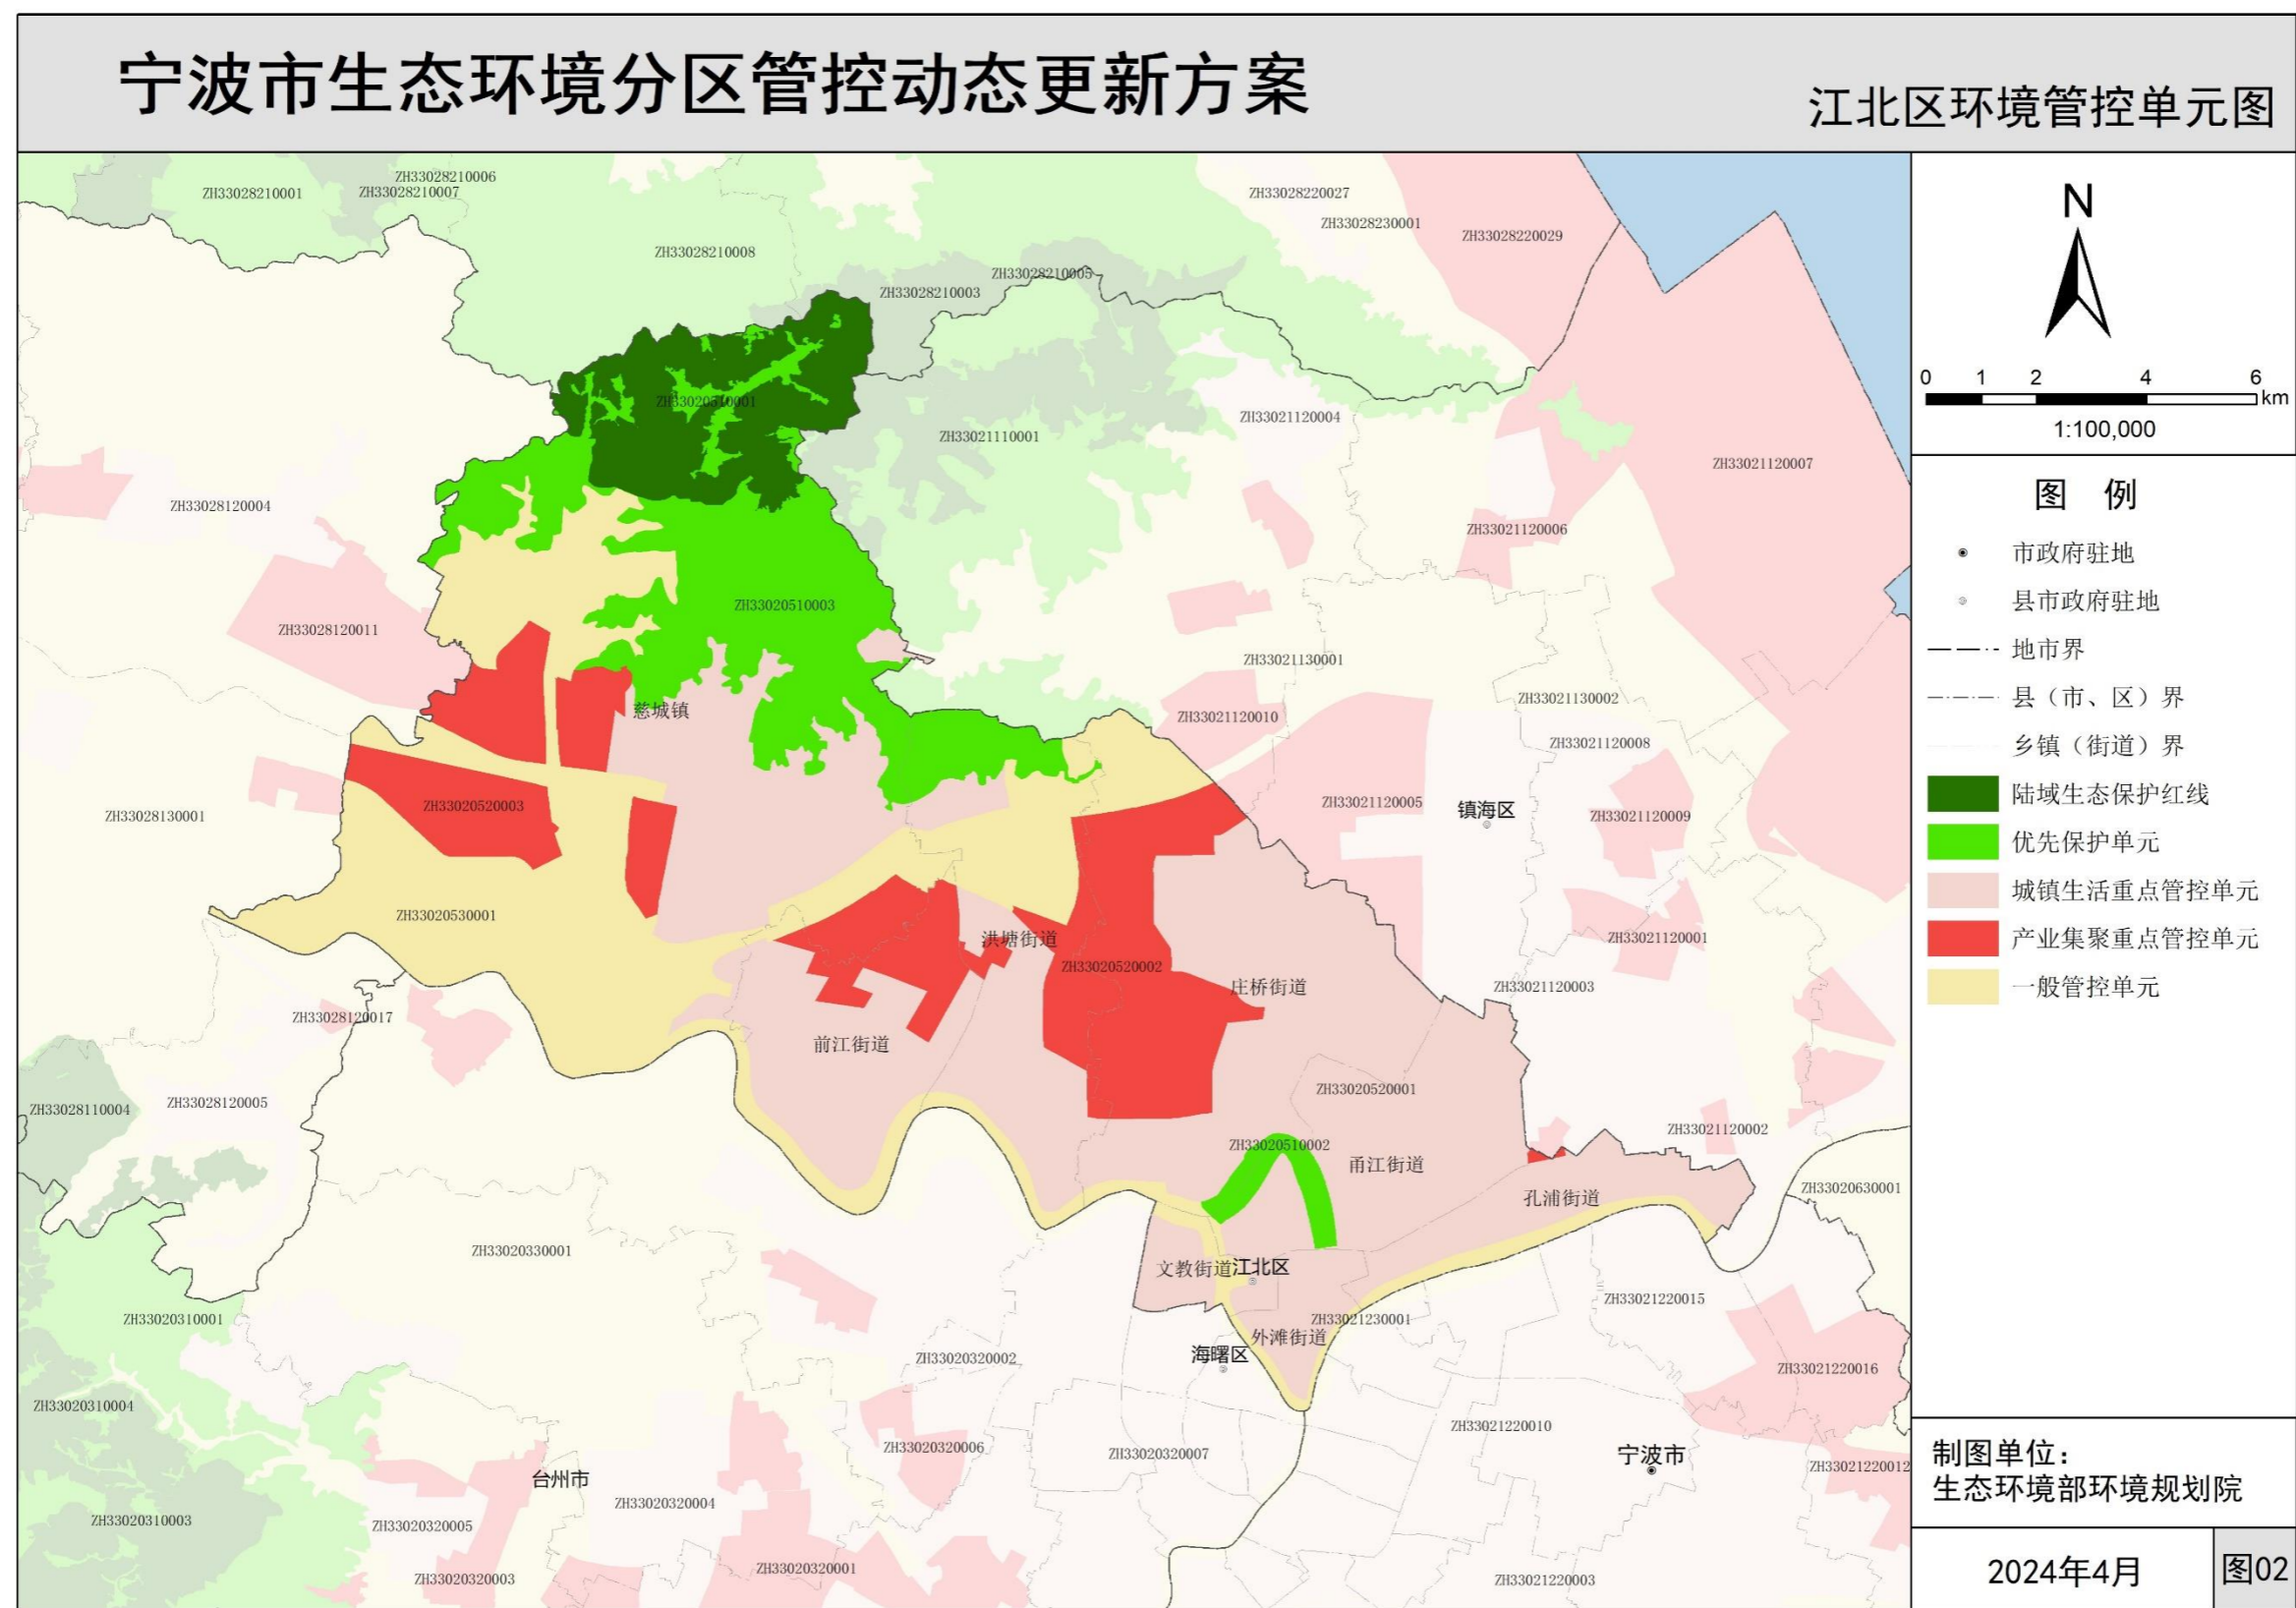 宁波市生态环境分区管控动态更新方案
江北区环境管控单元图
ZH33028210001
ZH33028210006
ZH33028210007
ZH33028210008
ZH33028210003
ZH33028210005
ZH33028220027
ZH33028230001
ZH33028220029
ZH33020510001
ZH33021110001
ZH33021120004
ZH33021120007
ZH33021120006
ZH33028120004
ZH33028120011
ZH33020510003
ZH33021130001
ZH33021130002
ZH33021120010
ZH33021120008
慈城镇
ZH33020520003
ZH33028130001
ZH33021120005
镇海区
ZH33021120009
ZH33020530001
洪塘街道
ZH33020520002
ZH33021120001
庄桥街道
ZH33021120003
ZH33028120017
前江街道
ZH33028110004
ZH33028120005
ZH33020520001
ZH33021120002
ZH33020510002
甬江街道
孔浦街道
ZH33020630001
ZH33020330001
文教街道
江北区
ZH33020310001
ZH33021230001
ZH33021220015
外滩街道
海曙区
ZH33020320002
ZH33021220016
ZH33020310004
ZH33021220010
ZH33020320006
ZH33020320007
宁波市
ZH33021220012
台州市
ZH33020320004
ZH33020310003
ZH33020320005
ZH33020320001
ZH33020320003
ZH33021220003
N
0 1 2 4 6
km
1:100,000
图 例
市政府驻地
县市政府驻地
地市界
县（市、区）界
乡镇（街道）界
陆域生态保护红线
优先保护单元
城镇生活重点管控单元
产业集聚重点管控单元
一般管控单元
制图单位：
生态环境部环境规划院
2024年4月
图02